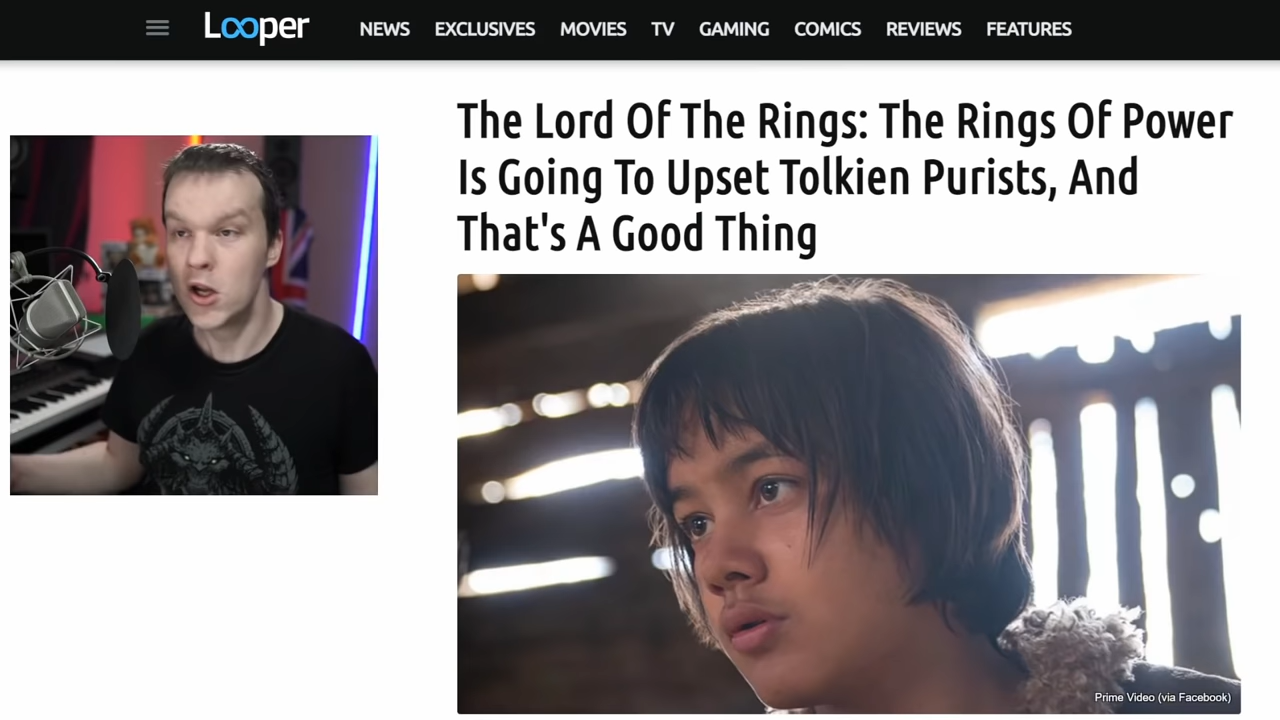 Looper
NEWS EXCLUSIVES MOVIES TV GAMING COMICS REVIEWS FEATURES
The Lord Of The Rings: The Rings Of Power
Is Going To Upset Tolkien Purists, And
That's A Good Thing
Prime Video (via Facebook)